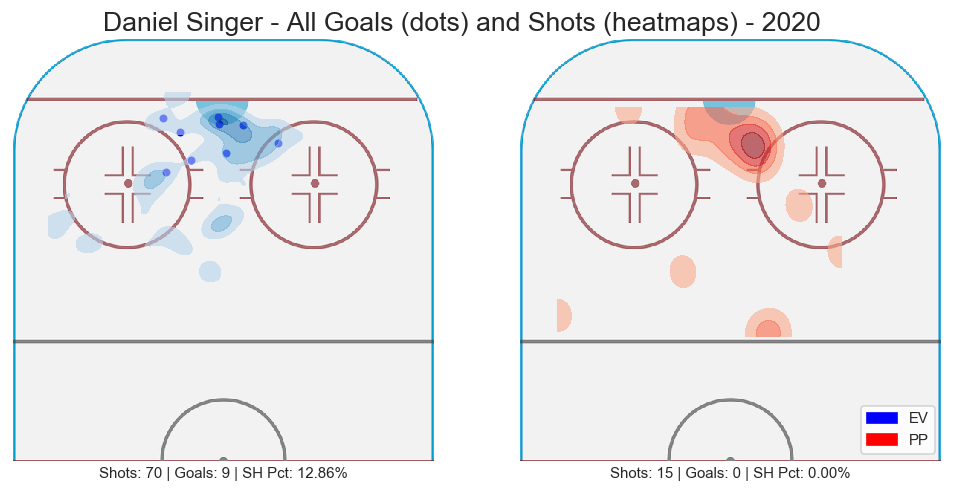 Daniel Singer - All Goals (dots) and Shots (heatmaps) - 2020
EV
PP
Shots: 70 | Goals: 9 | SH Pct: 12.86%
Shots: 15 | Goals: 0 | SH Pct: 0.00%